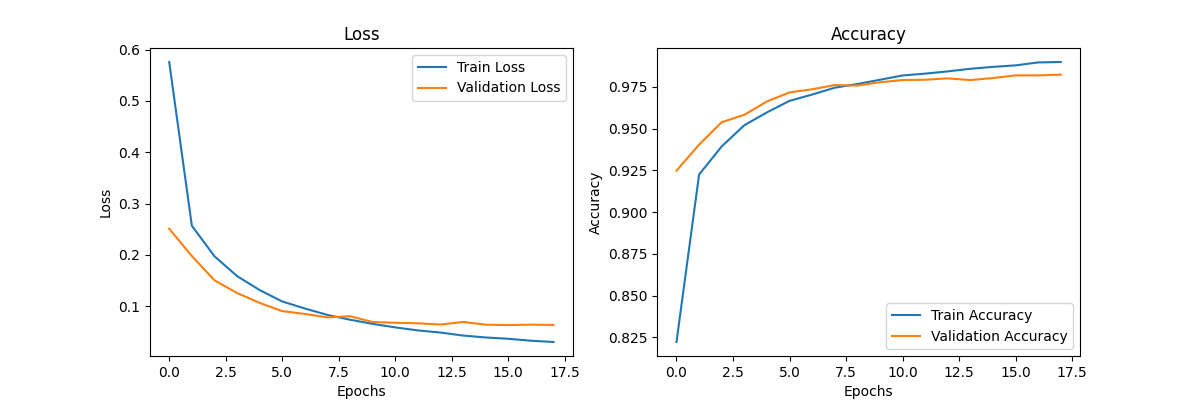 Loss
Loss
0.6
0.5
0.4
0.3
0.2
0.1
Train Loss
Validation Loss
0.0 2.5 5.0 7.5 10.0 12.5 15.0 17.5
Epochs
Accuracy
Accuracy
0.975
0.950
0.925
0.900
0.875
0.850
0.825
Train Accuracy
Validation Accuracy
0.0 2.5 5.0 7.5 10.0 12.5 15.0 17.5
Epochs